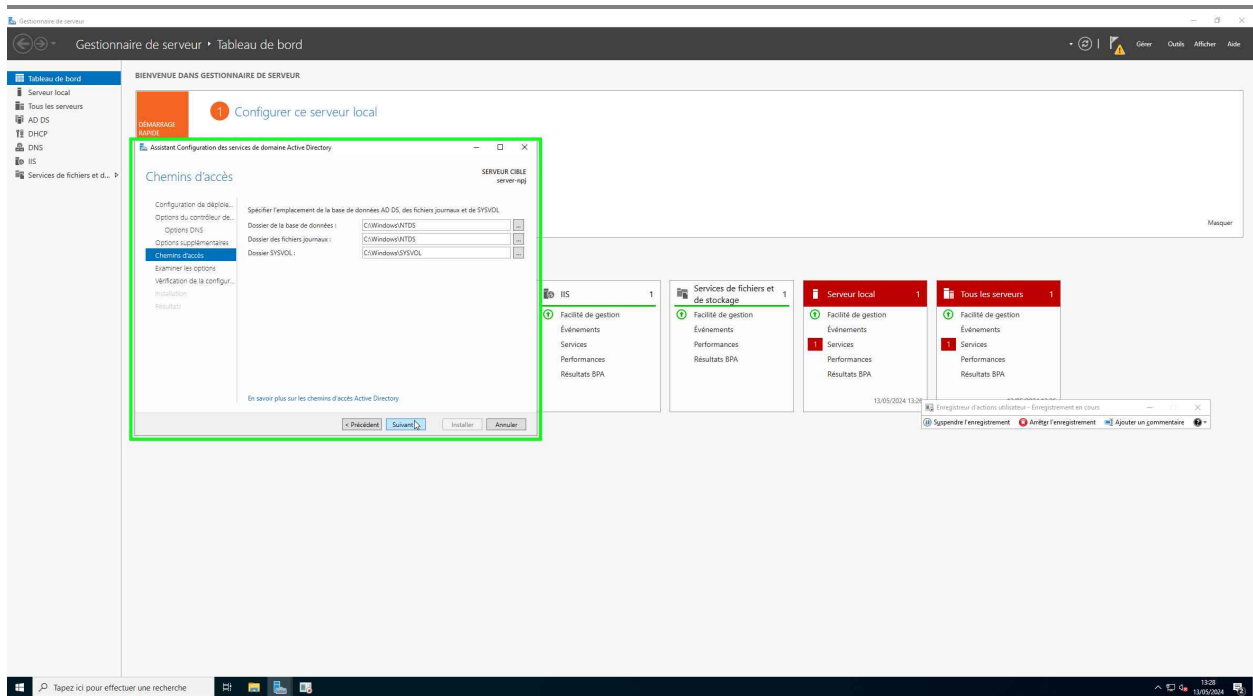 Gestionnaire de serveur
Gestionnaire de serveur ‣ Tableau de bord
Gérer Outils Afficher Aide
Tableau de bord
Serveur local
Tous les serveurs
AD DS
DHCP
DNS
IIS
Services de fichiers et d...
BIENVENUE DANS GESTIONNAIRE DE SERVEUR
DÉMARRAGE
RAPIDE
1 Configurer ce serveur local
Masquer
Assistant Configuration des services de domaine Active Directory
Chemins d'accès
SERVEUR CIBLE
server-npj
Configuration de déploie...
Options du contrôleur de...
Options DNS
Options supplémentaires
Chemins d'accès
Examiner les options
Vérification de la configur...
Installation
Résultats
Spécifier l'emplacement de la base de données AD DS, des fichiers journaux et de SYSVOL
Dossier de la base de données : C:\Windows\NTDS ...
Dossier des fichiers journaux : C:\Windows\NTDS ...
Dossier SYSVOL : C:\Windows\SYSVOL ...
En savoir plus sur les chemins d'accès Active Directory
< Précédent Suivant Installer Annuler
IIS 1
Facilité de gestion
Événements
Services
Performances
Résultats BPA
Services de fichiers et de stockage 1
Facilité de gestion
Événements
Performances
Résultats BPA
Serveur local 1
Facilité de gestion
Événements
1 Services
Performances
Résultats BPA
13/05/2024 13:26
Tous les serveurs 1
Facilité de gestion
Événements
1 Services
Performances
Résultats BPA
Enregistreur d'actions utilisateur - Enregistrement en cours
Suspendre l'enregistrement Arrêter l'enregistrement Ajouter un commentaire
Tapez ici pour effectuer une recherche
13:28
13/05/2024